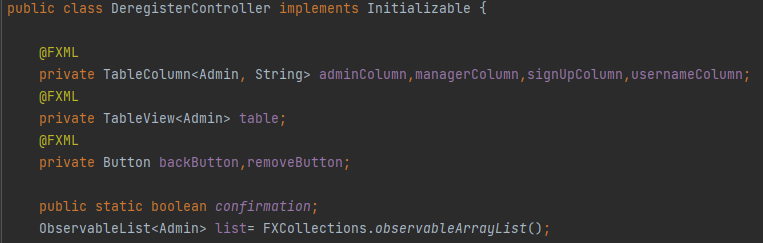 public class DeregisterController implements Initializable {
@FXML
private TableColumn<Admin, String> adminColumn,managerColumn,signUpColumn,usernameColumn;
@FXML
private TableView<Admin> table;
@FXML
private Button backButton,removeButton;
public static boolean confirmation;
ObservableList<Admin> list= FXCollections.observableArrayList();